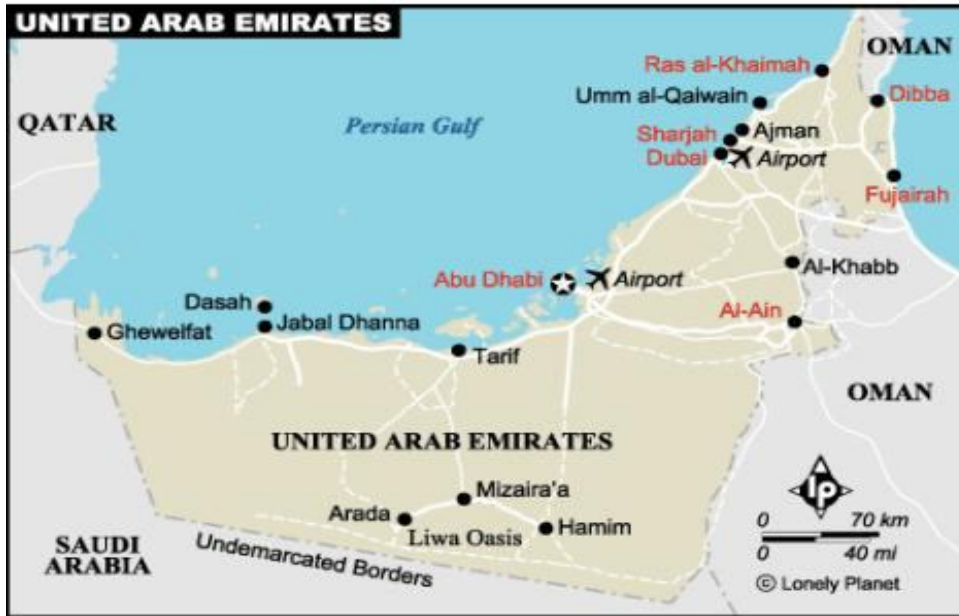 UNITED ARAB EMIRATES
OMAN
Ras al-Khaimah
Umm al-Qaiwain
Dibba
QATAR
Persian Gulf
Sharjah
Ajman
Dubai
Airport
Fujairah
Al-Khabb
Abu Dhabi
Airport
Dasah
Al-Ain
Jabal Dhanna
Ghewelfat
Tarif
OMAN
UNITED ARAB EMIRATES
lp
Mizaira'a
Arada
Liwa Oasis
Hamim
0 70 km
0 40 mi
SAUDI
ARABIA
Undemarcated Borders
© Lonely Planet